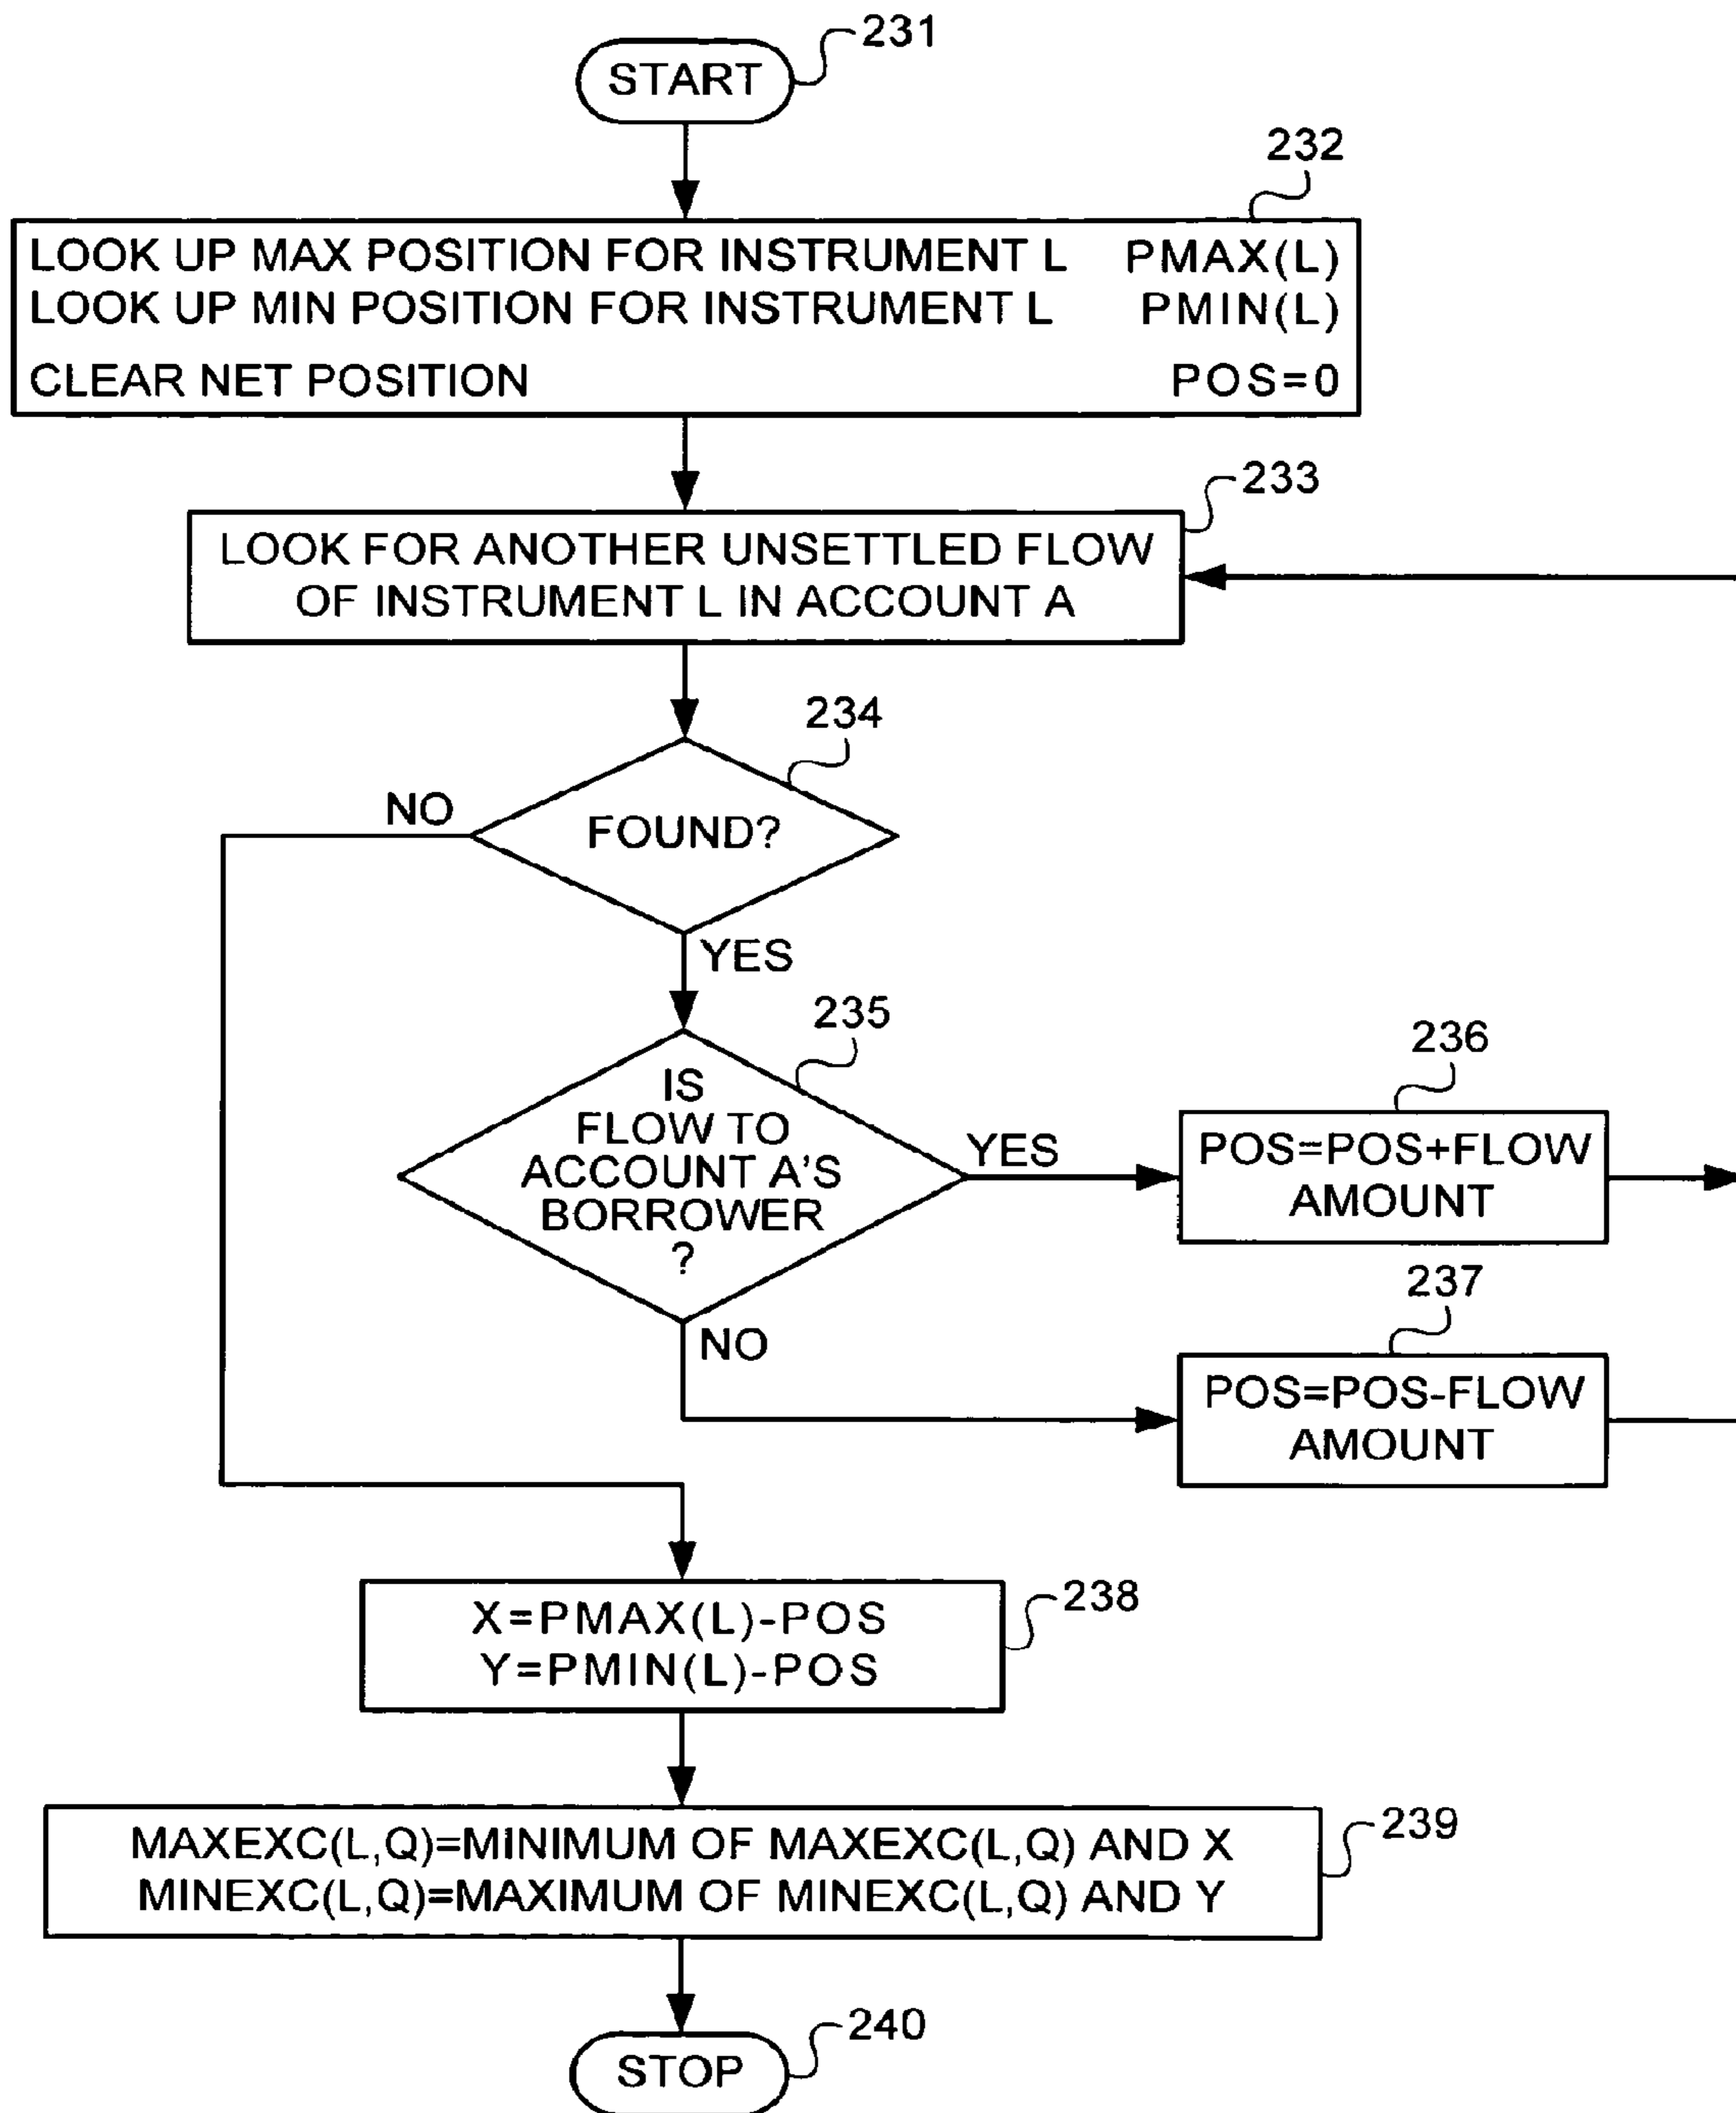 231
START
232
LOOK UP MAX POSITION FOR INSTRUMENT L PMAX(L)
LOOK UP MIN POSITION FOR INSTRUMENT L PMIN(L)
CLEAR NET POSITION POS=0
233
LOOK FOR ANOTHER UNSETTLED FLOW
OF INSTRUMENT L IN ACCOUNT A
234
NO
FOUND?
YES
235
IS
FLOW TO
ACCOUNT A'S
BORROWER
?
YES
236
POS=POS+FLOW
AMOUNT
NO
237
POS=POS-FLOW
AMOUNT
238
X=PMAX(L)-POS
Y=PMIN(L)-POS
239
MAXEXC(L,Q)=MINIMUM OF MAXEXC(L,Q) AND X
MINEXC(L,Q)=MAXIMUM OF MINEXC(L,Q) AND Y
240
STOP